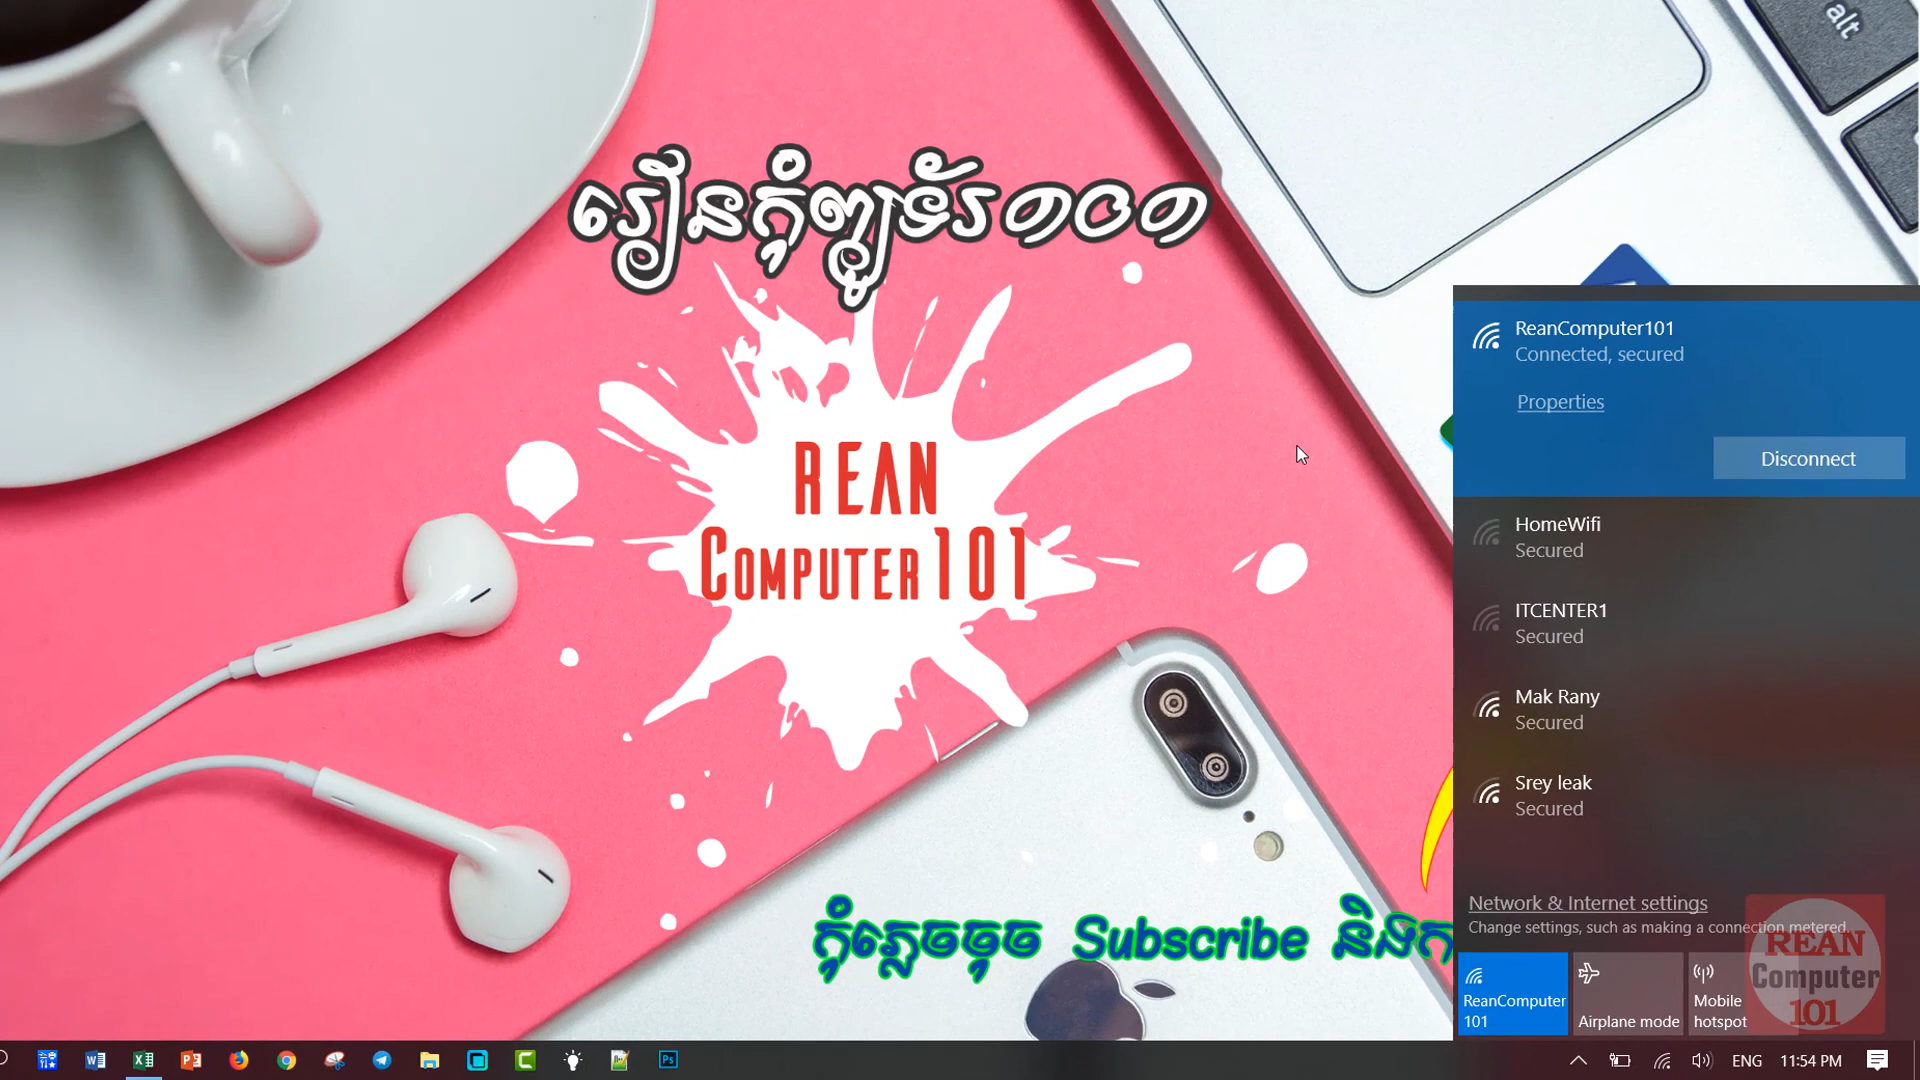 alt
រៀនកុំព្យូទ័រ១០១
REAN
COMPUTER101
កុំភ្លេចចុច Subscribe និង
ReanComputer101
Connected, secured
Properties
Disconnect
HomeWifi
Secured
ITCENTER1
Secured
Mak Rany
Secured
Srey leak
Secured
Network & Internet settings
Change settings, such as making a connection metered.
ReanComputer
101
Airplane mode
Mobile
hotspot
REAN
Computer
101
ENG
11:54 PM